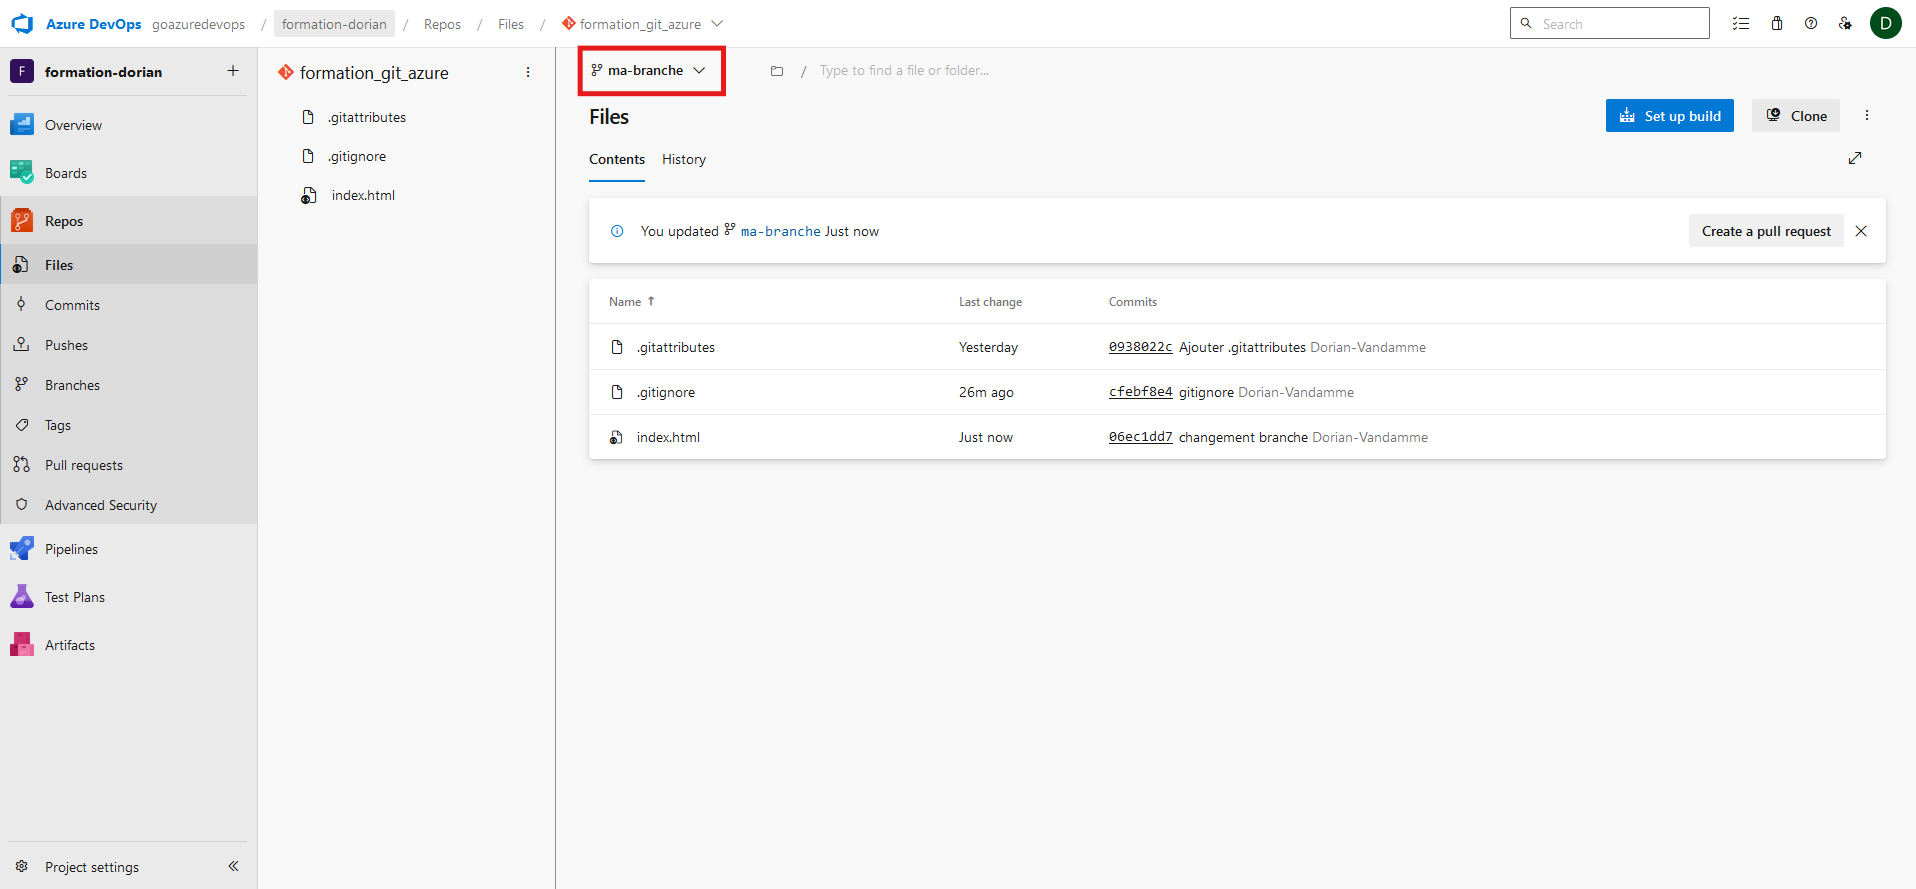 Azure DevOps goazuredevops / formation-dorian / Repos / Files / formation_git_azure
Search
D
F formation-dorian +
Overview
Boards
Repos
Files
Commits
Pushes
Branches
Tags
Pull requests
Advanced Security
Pipelines
Test Plans
Artifacts
Project settings
formation_git_azure
.gitattributes
.gitignore
index.html
ma-branche / Type to find a file or folder...
Files
Set up build
Clone
Contents History
You updated ma-branche Just now
Create a pull request
Name ↑ Last change Commits
.gitattributes Yesterday 0938022c Ajouter .gitattributes Dorian-Vandamme
.gitignore 26m ago cfebf8e4 gitignore Dorian-Vandamme
index.html Just now 06ec1dd7 changement branche Dorian-Vandamme